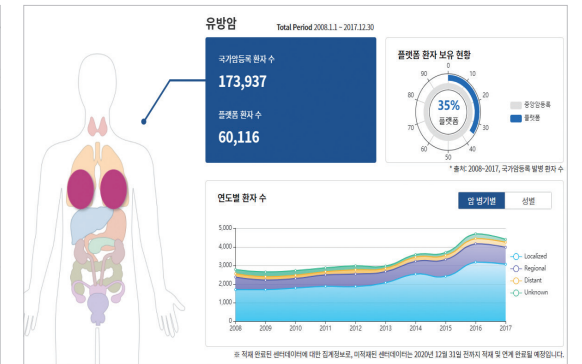 유방암 Total Period 2008.1.1 ~ 2017.12.30
국가암등록 환자 수
173,937
플랫폼 환자 수
60,116
플랫폼 환자 보유 현황
0
10
20
30
40
50
60
70
80
90
35%
플랫폼
중앙암등록
플랫폼
* 출처: 2008~2017, 국가암등록 발병 환자 수
연도별 환자 수
암 병기별 성별
5,000
4,000
3,000
2,000
1,000
0
2008 2009 2010 2011 2012 2013 2014 2015 2016 2017
Localized
Regional
Distant
Unknown
※ 적재 완료된 센터데이터에 대한 집계정보로, 미적재된 센터데이터는 2020년 12월 31일 전까지 적재 및 연계 완료될 예정입니다.